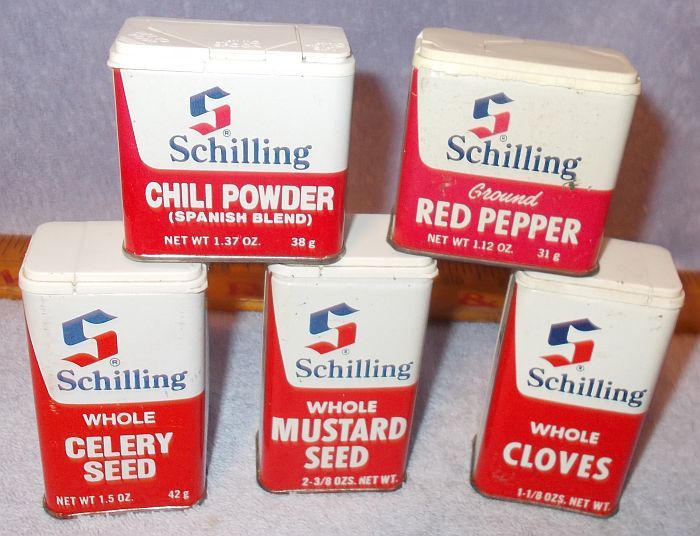 Schilling®
CHILI POWDER
(SPANISH BLEND)
NET WT 1.37 OZ. 38 g
Schilling®
Ground
RED PEPPER
NET WT 1.12 OZ. 31 g
Schilling®
WHOLE
CELERY
SEED
NET WT 1.5 OZ. 42 g
Schilling®
WHOLE
MUSTARD
SEED
2-3/8 OZS. NET WT.
Schilling®
WHOLE
CLOVES
1-1/8 OZS. NET WT.